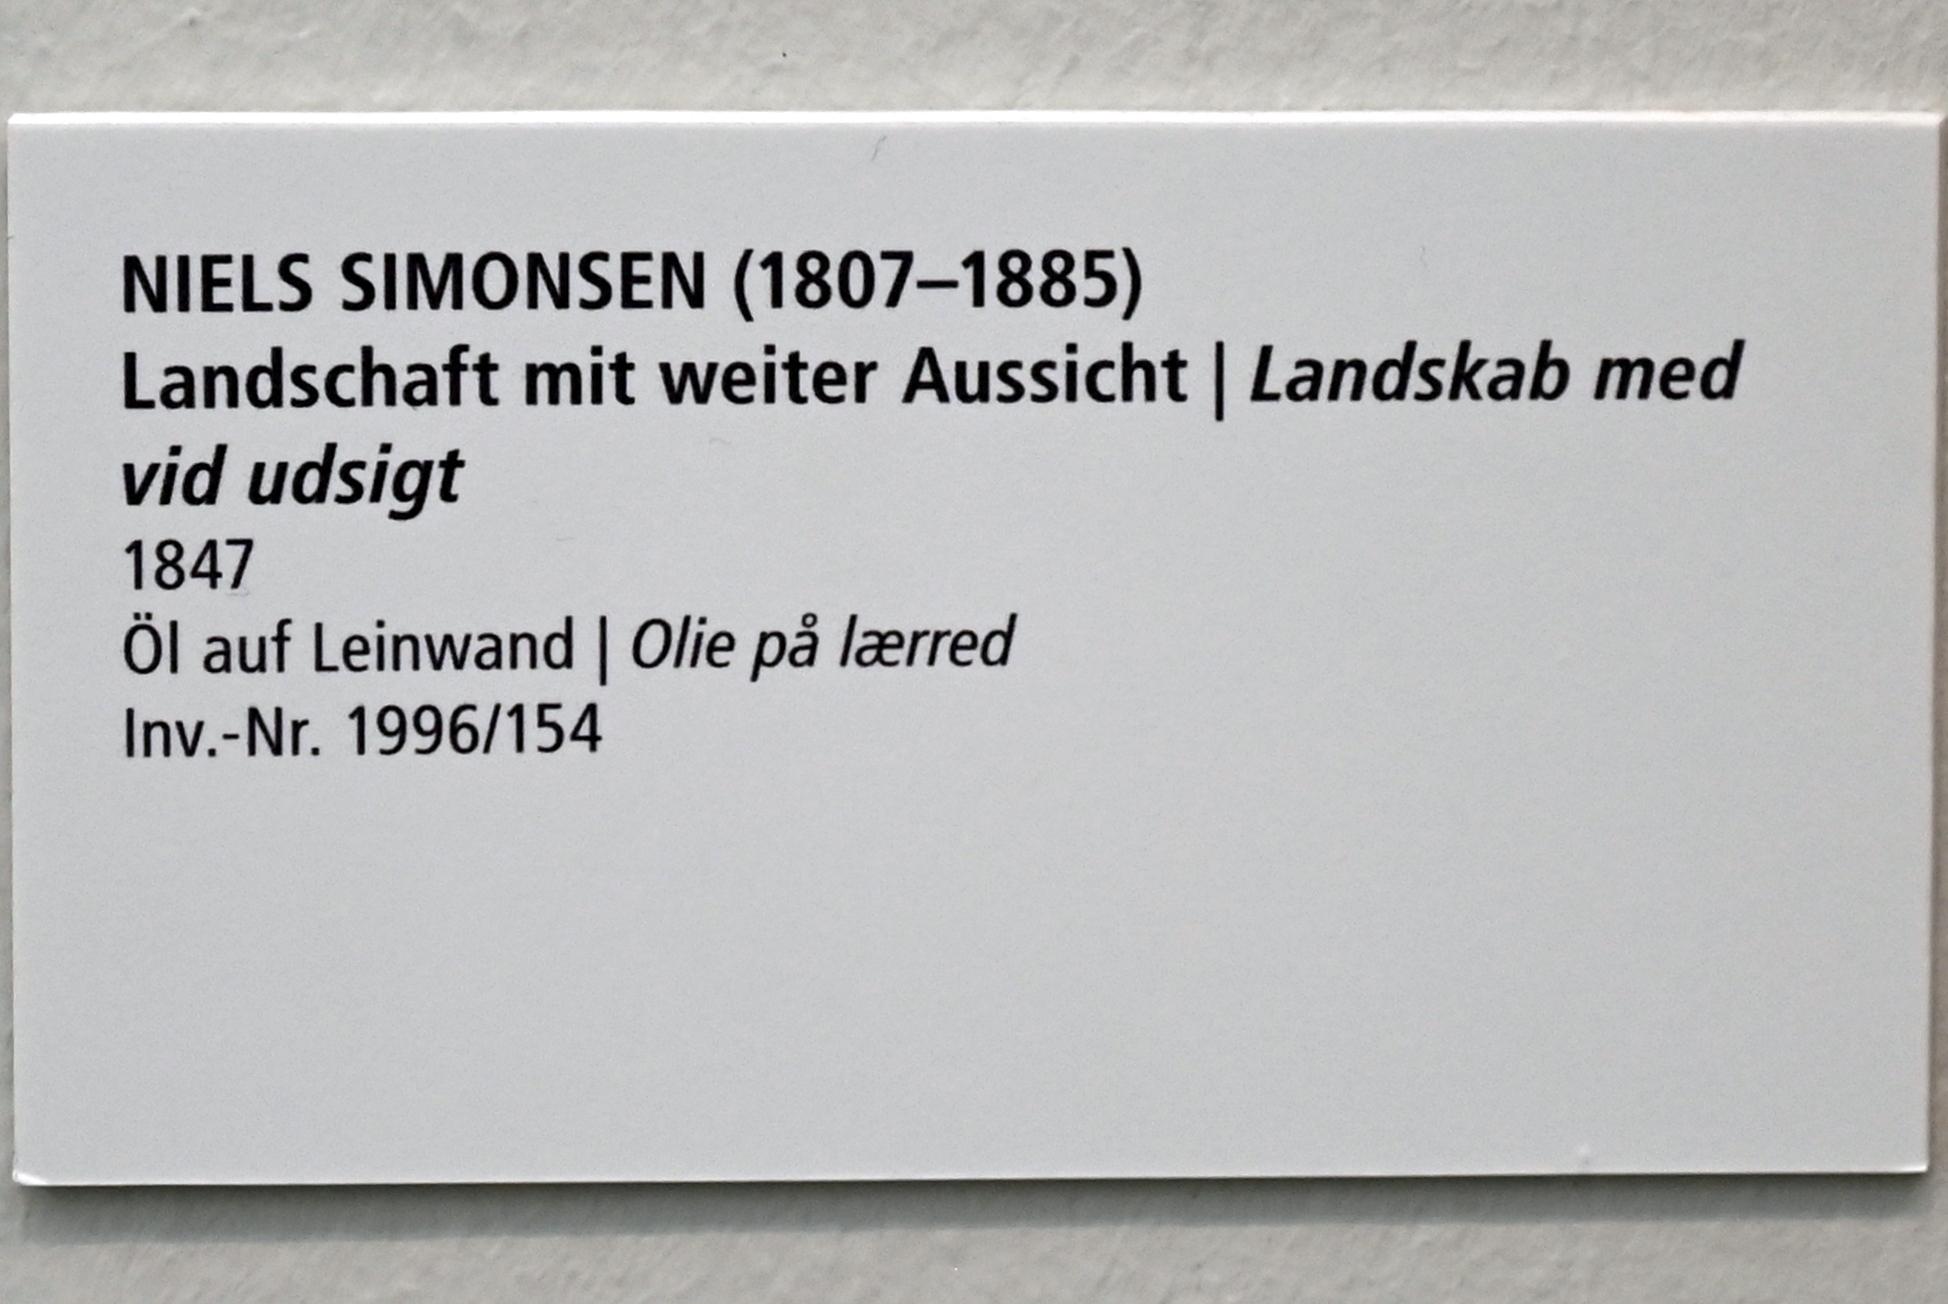 NIELS SIMONSEN (1807–1885)
Landschaft mit weiter Aussicht | Landskab med
vid udsigt
1847
Öl auf Leinwand | Olie på lærred
Inv.-Nr. 1996/154